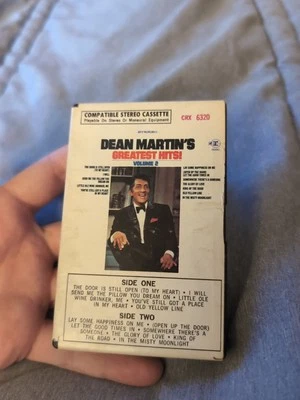 COMPATIBLE STEREO CASSETTE
Playable On Stereo Or Monaural Equipment
CRX 6320
DEAN MARTIN'S
GREATEST HITS!
VOLUME 2
SIDE ONE
THE DOOR IS STILL OPEN (TO MY HEART) • I WILL
SEND ME THE PILLOW YOU DREAM ON • LITTLE OLE
WINE DRINKER, ME • YOU'VE STILL GOT A PLACE
IN MY HEART • OLD YELLOW LINE
SIDE TWO
LAY SOME HAPPINESS ON ME • (OPEN UP THE DOOR)
LET THE GOOD TIMES IN • SOMEWHERE THERE'S A
SOMEONE • THE GLORY OF LOVE • KING OF
THE ROAD • IN THE MISTY MOONLIGHT